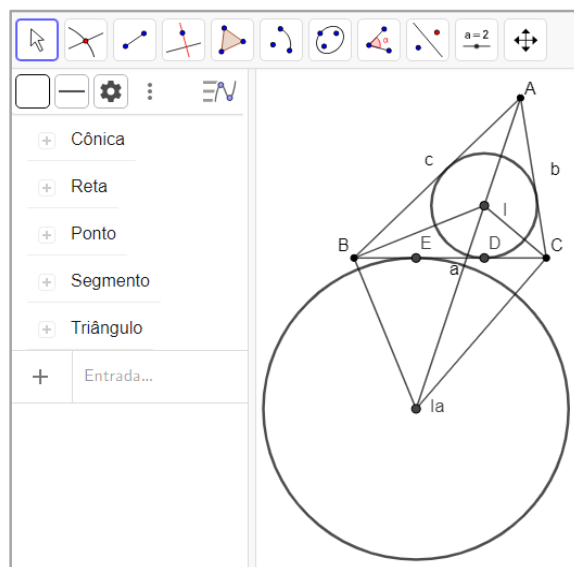 a=2
Cônica
Reta
Ponto
Segmento
Triângulo
Entrada...
A
c
b
I
B
E
D
C
a
Ia